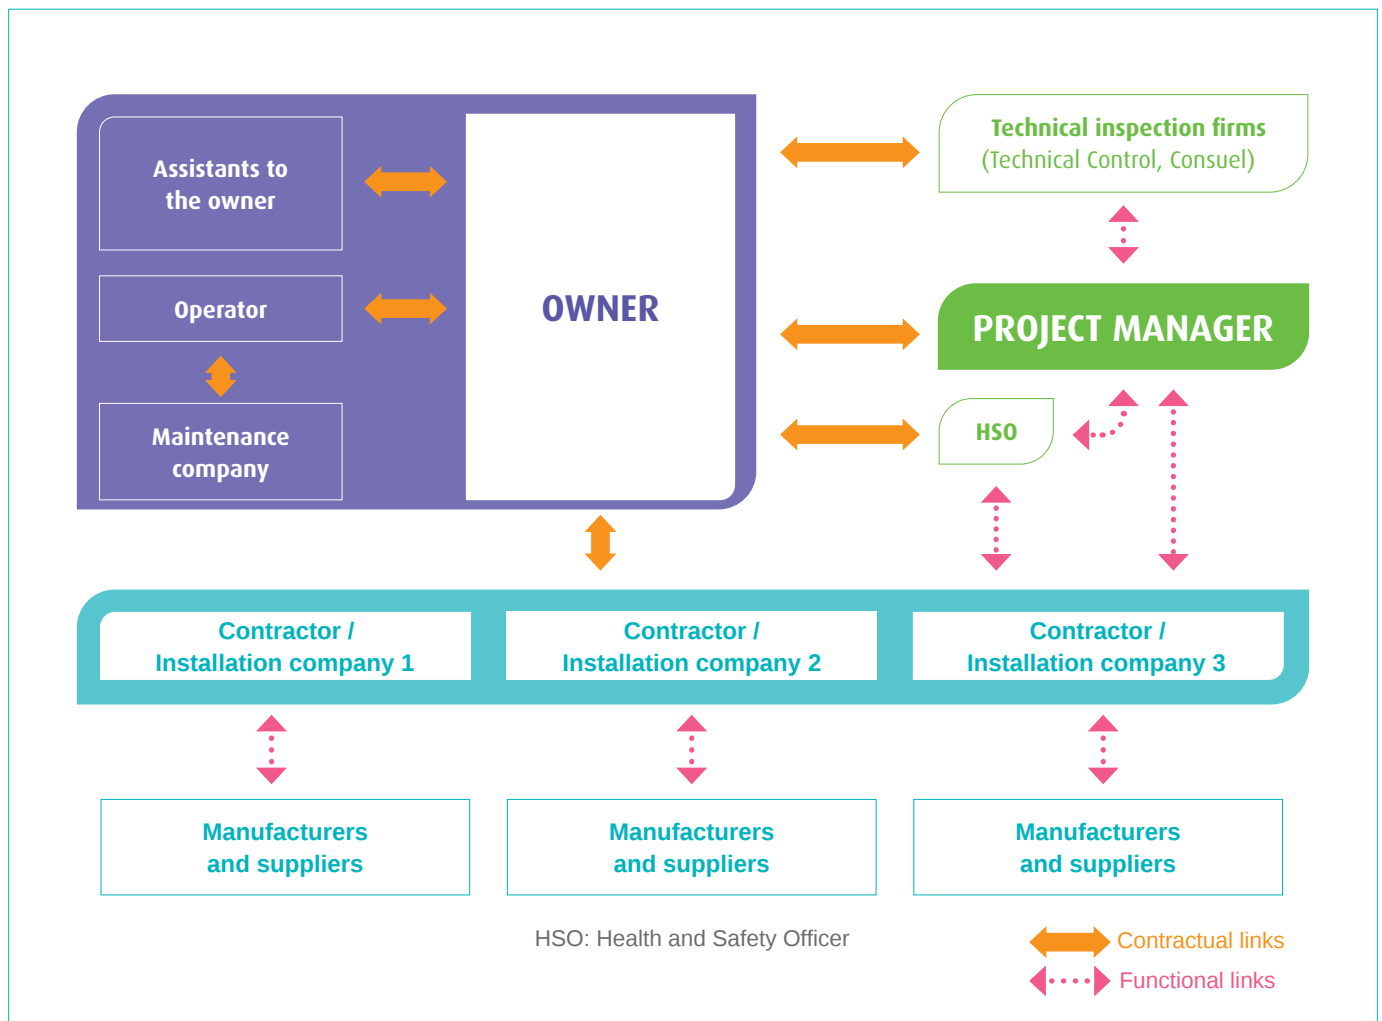 Assistants to
the owner
Operator
Maintenance
company
OWNER
Technical inspection firms
(Technical Control, Consuel)
PROJECT MANAGER
HSO
Contractor /
Installation company 1
Contractor /
Installation company 2
Contractor /
Installation company 3
Manufacturers
and suppliers
Manufacturers
and suppliers
Manufacturers
and suppliers
HSO: Health and Safety Officer
Contractual links
Functional links